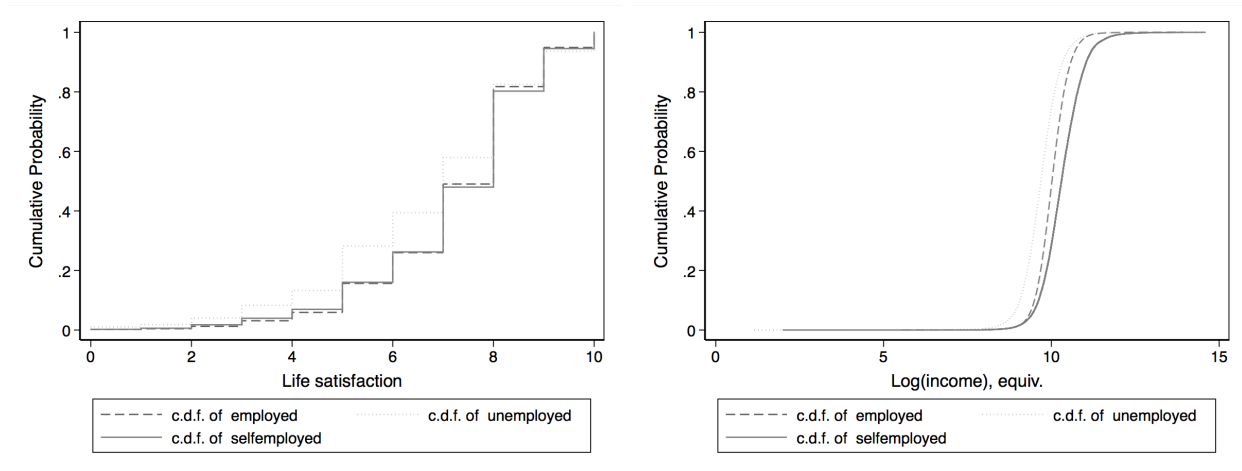 Cumulative Probability
1
.8
.6
.4
.2
0
0 2 4 6 8 10
Life satisfaction
c.d.f. of employed
c.d.f. of unemployed
c.d.f. of selfemployed
Cumulative Probability
1
.8
.6
.4
.2
0
0 5 10 15
Log(income), equiv.
c.d.f. of employed
c.d.f. of unemployed
c.d.f. of selfemployed